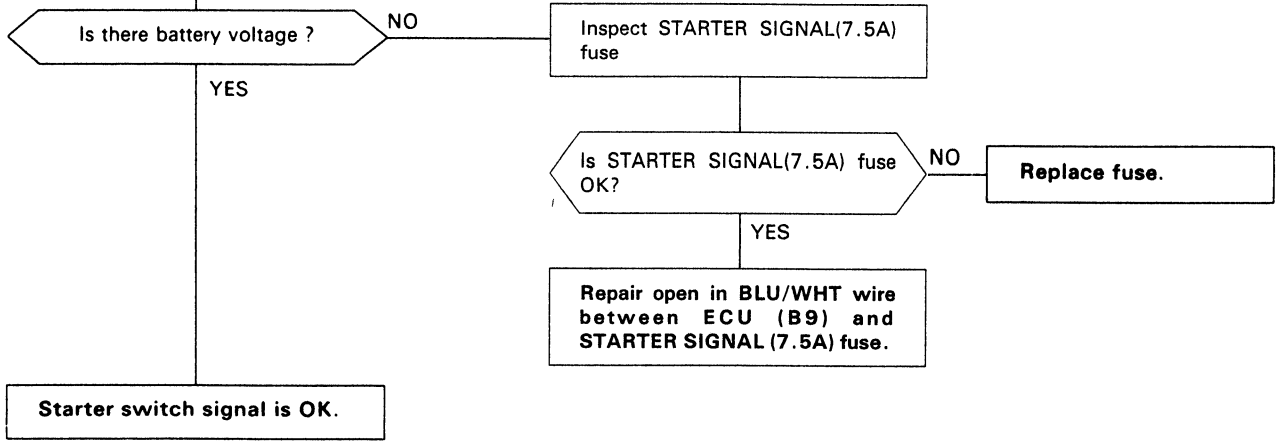 Is there battery voltage ?
NO
Inspect STARTER SIGNAL(7.5A)
fuse
YES
Is STARTER SIGNAL(7.5A) fuse
OK?
NO
Replace fuse.
YES
Repair open in BLU/WHT wire
between ECU (B9) and
STARTER SIGNAL (7.5A) fuse.
Starter switch signal is OK.